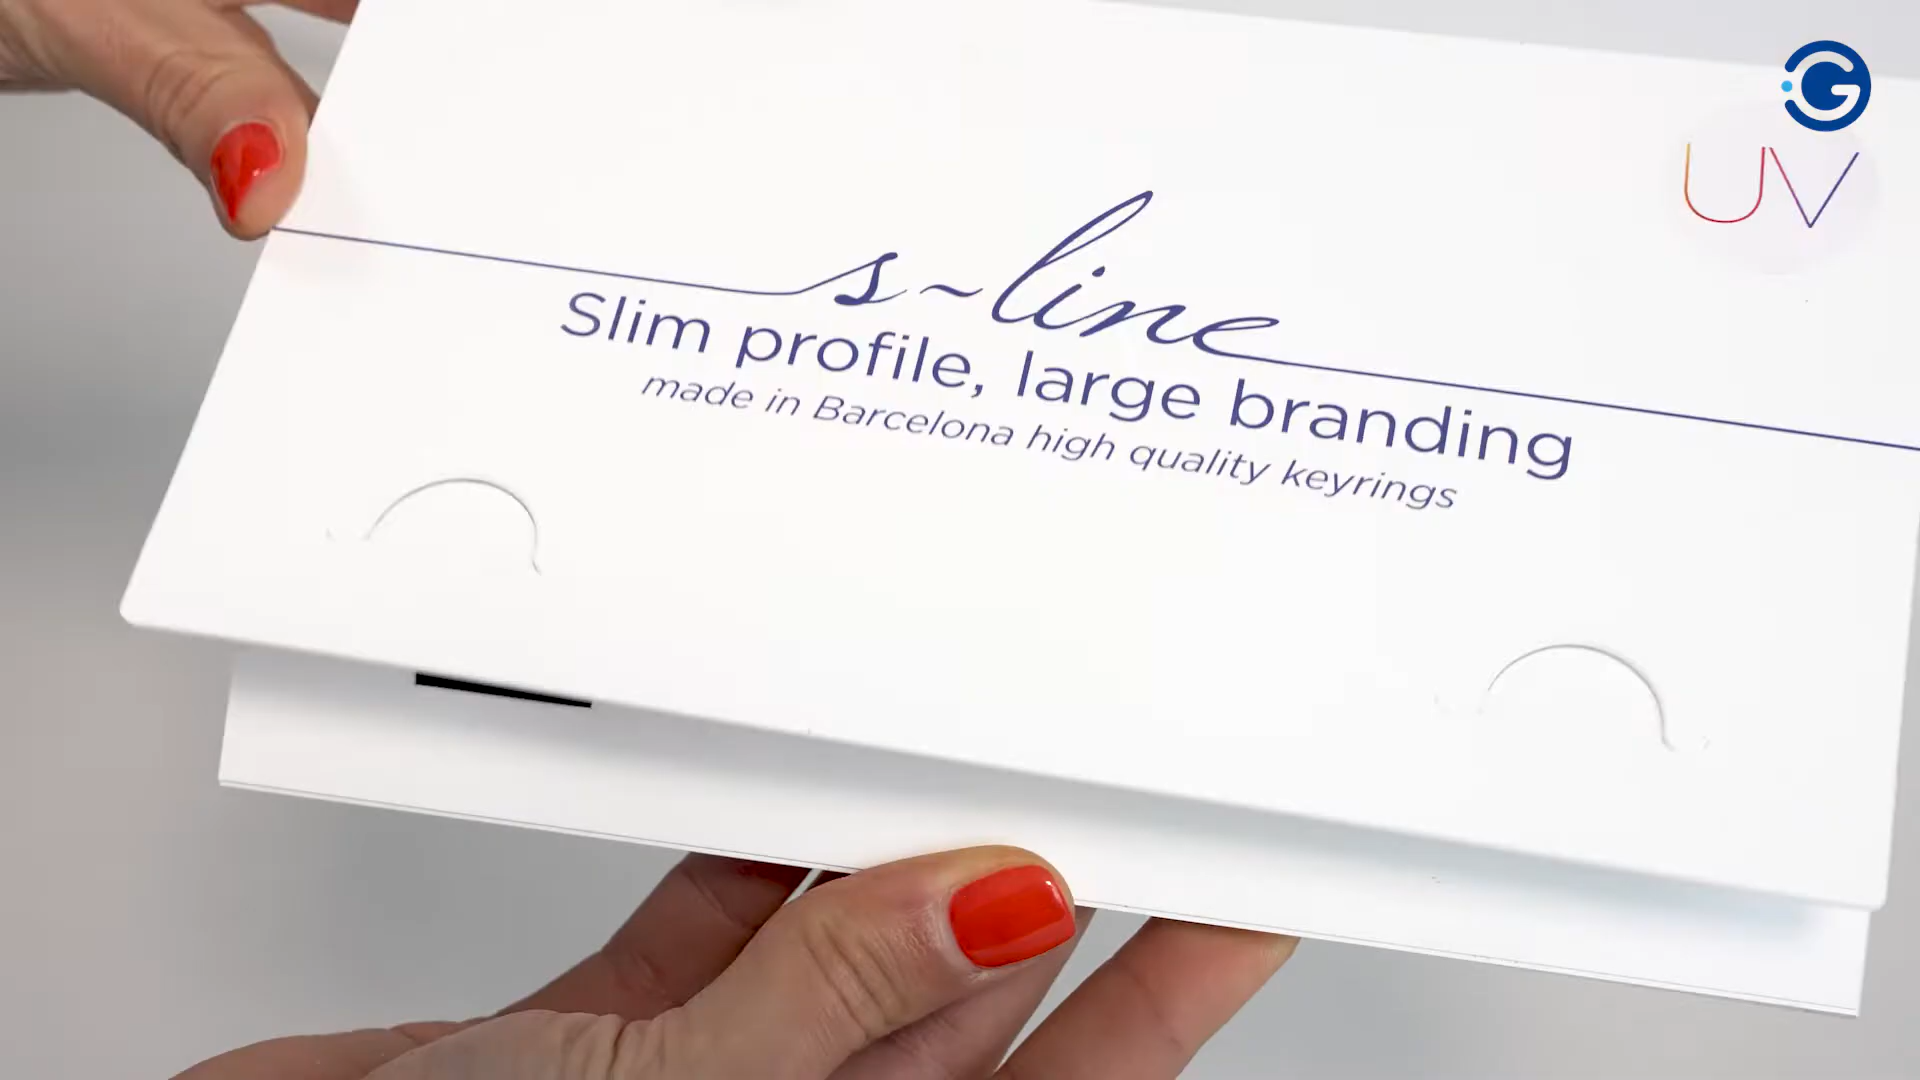 G
UV
s~line
Slim profile, large branding
made in Barcelona high quality keyrings